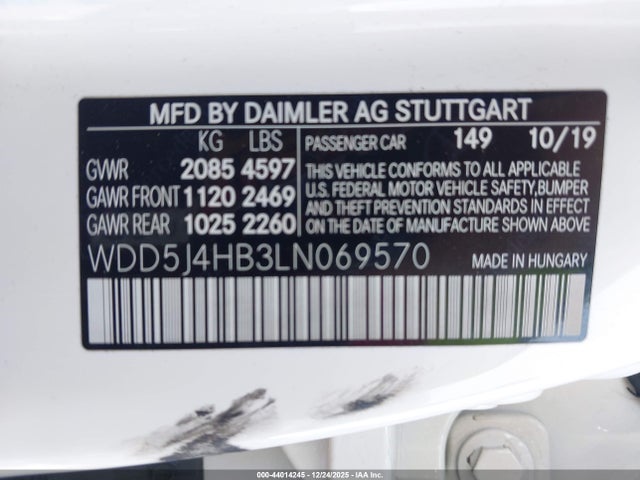 MFD BY DAIMLER AG STUTTGART
KG LBS PASSENGER CAR 149 10/19
GVWR 2085 4597
GAWR FRONT 1120 2469
GAWR REAR 1025 2260
THIS VEHICLE CONFORMS TO ALL APPLICABLE
U.S. FEDERAL MOTOR VEHICLE SAFETY, BUMPER
AND THEFT PREVENTION STANDARDS IN EFFECT
ON THE DATE OF MANUFACTURE SHOWN ABOVE.
WDD5J4HB3LN069570 MADE IN HUNGARY
000-44014245 - 12/24/2025 - IAA Inc.